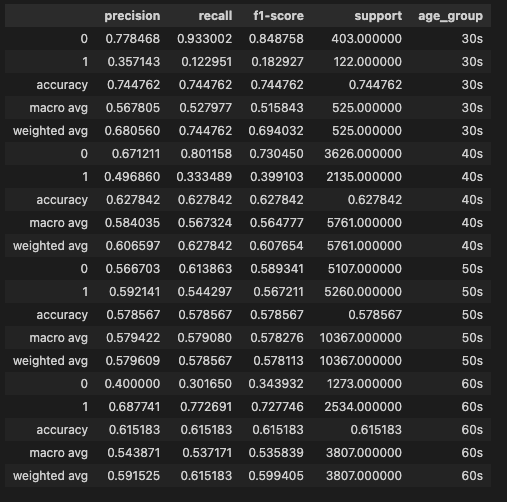 precision recall f1-score support age_group
0 0.778468 0.933002 0.848758 403.000000 30s
1 0.357143 0.122951 0.182927 122.000000 30s
accuracy 0.744762 0.744762 0.744762 0.744762 30s
macro avg 0.567805 0.527977 0.515843 525.000000 30s
weighted avg 0.680560 0.744762 0.694032 525.000000 30s
0 0.671211 0.801158 0.730450 3626.000000 40s
1 0.496860 0.333489 0.399103 2135.000000 40s
accuracy 0.627842 0.627842 0.627842 0.627842 40s
macro avg 0.584035 0.567324 0.564777 5761.000000 40s
weighted avg 0.606597 0.627842 0.607654 5761.000000 40s
0 0.566703 0.613863 0.589341 5107.000000 50s
1 0.592141 0.544297 0.567211 5260.000000 50s
accuracy 0.578567 0.578567 0.578567 0.578567 50s
macro avg 0.579422 0.579080 0.578276 10367.000000 50s
weighted avg 0.579609 0.578567 0.578113 10367.000000 50s
0 0.400000 0.301650 0.343932 1273.000000 60s
1 0.687741 0.772691 0.727746 2534.000000 60s
accuracy 0.615183 0.615183 0.615183 0.615183 60s
macro avg 0.543871 0.537171 0.535839 3807.000000 60s
weighted avg 0.591525 0.615183 0.599405 3807.000000 60s